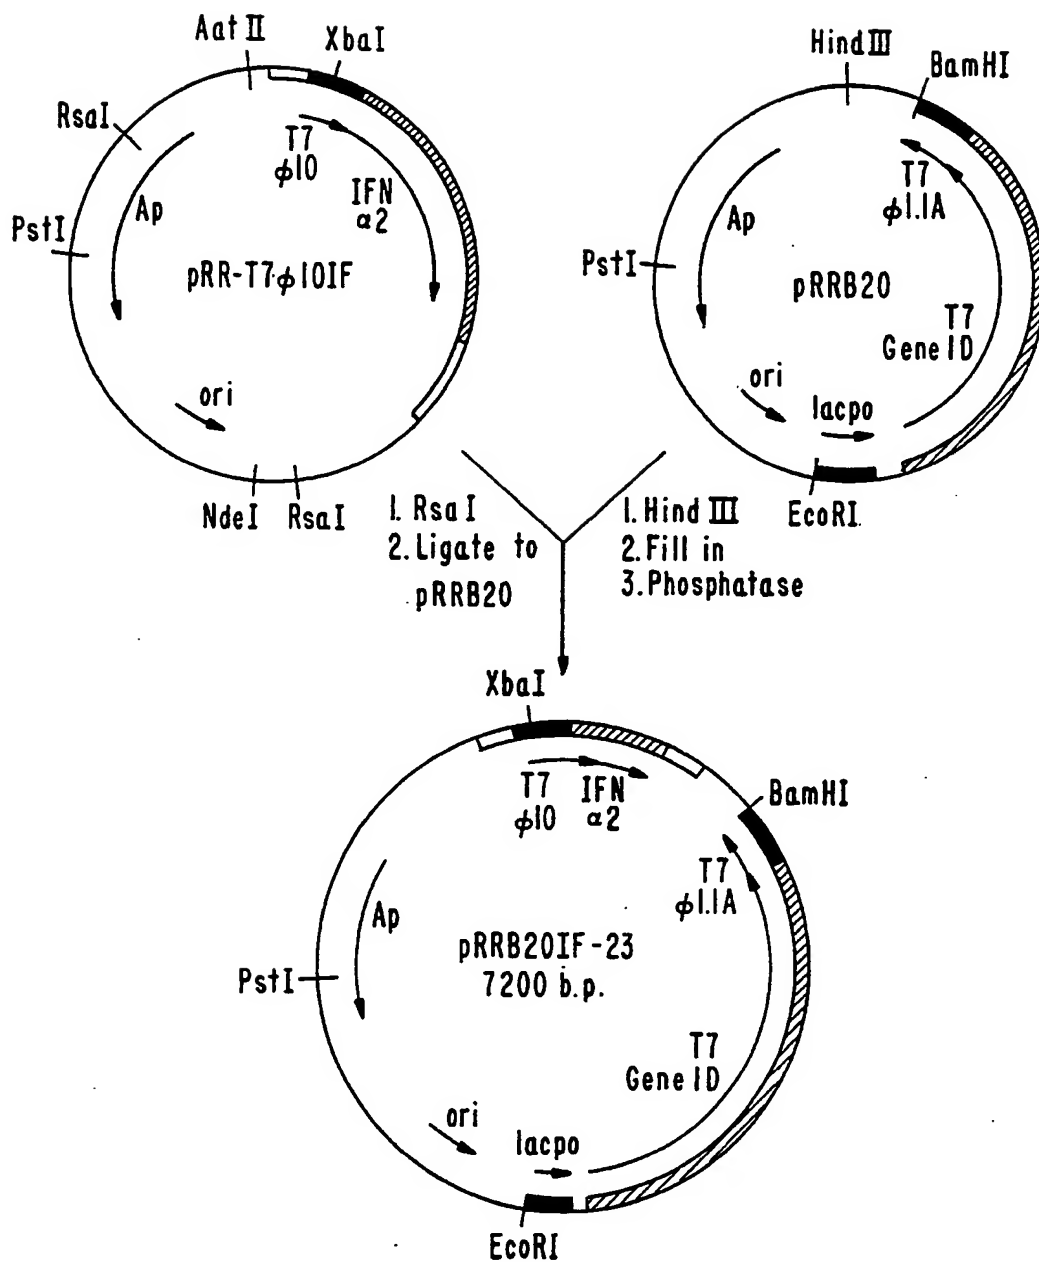 Aat II
XbaI
RsaI
T7
φ10
IFN
α2
Ap
PstI
pRR-T7φ10IF
ori
NdeI
RsaI
Hind III
BamHI
T7
φ1.1A
Ap
PstI
pRRB20
T7
Gene 1D
ori
lacpo
EcoRI
1. RsaI
2. Ligate to
pRRB20
1. Hind III
2. Fill in
3. Phosphatase
XbaI
T7
φ10
IFN
α2
BamHI
T7
φ1.1A
Ap
pRRB20IF-23
7200 b.p.
PstI
T7
Gene 1D
ori
lacpo
EcoRI